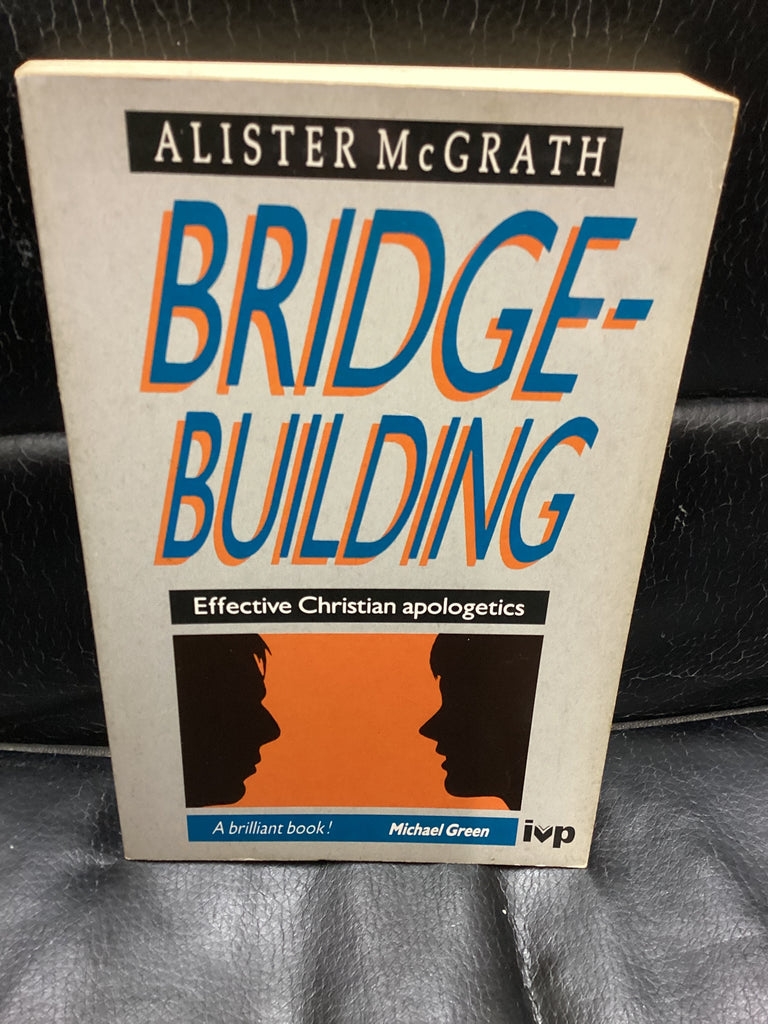 ALISTER McGRATH
BRIDGE-
BUILDING
Effective Christian apologetics
A brilliant book! Michael Green ivp